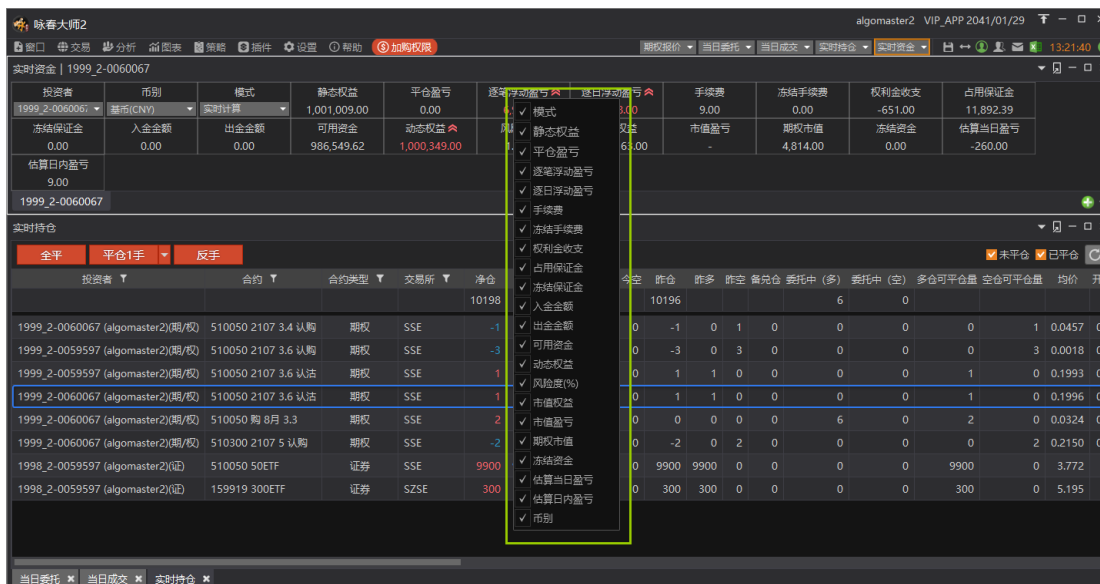 咏春大师2 algomaster2 VIP_APP 2041/01/29
窗口 交易 分析 图表 策略 插件 设置 帮助 加购权限 期权报价 当日委托 当日成交 实时持仓 实时资金 13:21:40
实时资金 | 1999_2-0060067
投资者 币别 模式 静态权益 平仓盈亏 逐笔浮动盈亏 逐日浮动盈亏 手续费 冻结手续费 权利金收支 占用保证金
1999_2-006006 基币(CNY) 实时计算 1,001,009.00 0.00 9.00 0.00 -651.00 11,892.39
冻结保证金 入金金额 出金金额 可用资金 动态权益 市值盈亏 期权市值 冻结资金 估算当日盈亏
0.00 0.00 0.00 986,549.62 1,000,349.00 - 4,814.00 0.00 -260.00
估算日内盈亏
9.00
1999_2-0060067
模式
静态权益
平仓盈亏
逐笔浮动盈亏
逐日浮动盈亏
手续费
冻结手续费
权利金收支
占用保证金
冻结保证金
入金金额
出金金额
可用资金
动态权益
风险度(%)
市值权益
市值盈亏
期权市值
冻结资金
估算当日盈亏
估算日内盈亏
币别
实时持仓
全平 平仓1手 反手 未平仓 已平仓
投资者 合约 合约类型 交易所 净仓 今空 昨仓 昨多 昨空 备兑仓 委托中（多） 委托中（空） 多仓可平仓量 空仓可平仓量 均价 开
10198 10196 6 0
1999_2-0060067 (algomaster2)(期/权) 510050 2107 3.4 认购 期权 SSE -1 0 -1 0 1 0 0 0 0 1 0.0457
1999_2-0059597 (algomaster2)(期/权) 510050 2107 3.6 认购 期权 SSE -3 0 -3 0 3 0 0 0 0 3 0.0018
1999_2-0059597 (algomaster2)(期/权) 510050 2107 3.6 认沽 期权 SSE 1 0 1 1 0 0 0 0 1 0 0.1993
1999_2-0060067 (algomaster2)(期/权) 510050 2107 3.6 认沽 期权 SSE 1 0 1 1 0 0 0 0 1 0 0.1996
1999_2-0060067 (algomaster2)(期/权) 510050 购 8月 3.3 期权 SSE 2 0 0 0 0 0 6 0 2 0 0.0324
1999_2-0060067 (algomaster2)(期/权) 510300 2107 5 认购 期权 SSE -2 0 -2 0 2 0 0 0 0 2 0.2150
1998_2-0059597 (algomaster2)(证) 510050 50ETF 证券 SSE 9900 0 9900 9900 0 0 0 0 9900 0 3.772
1998_2-0059597 (algomaster2)(证) 159919 300ETF 证券 SZSE 300 0 300 300 0 0 0 0 300 0 5.195
当日委托 当日成交 实时持仓